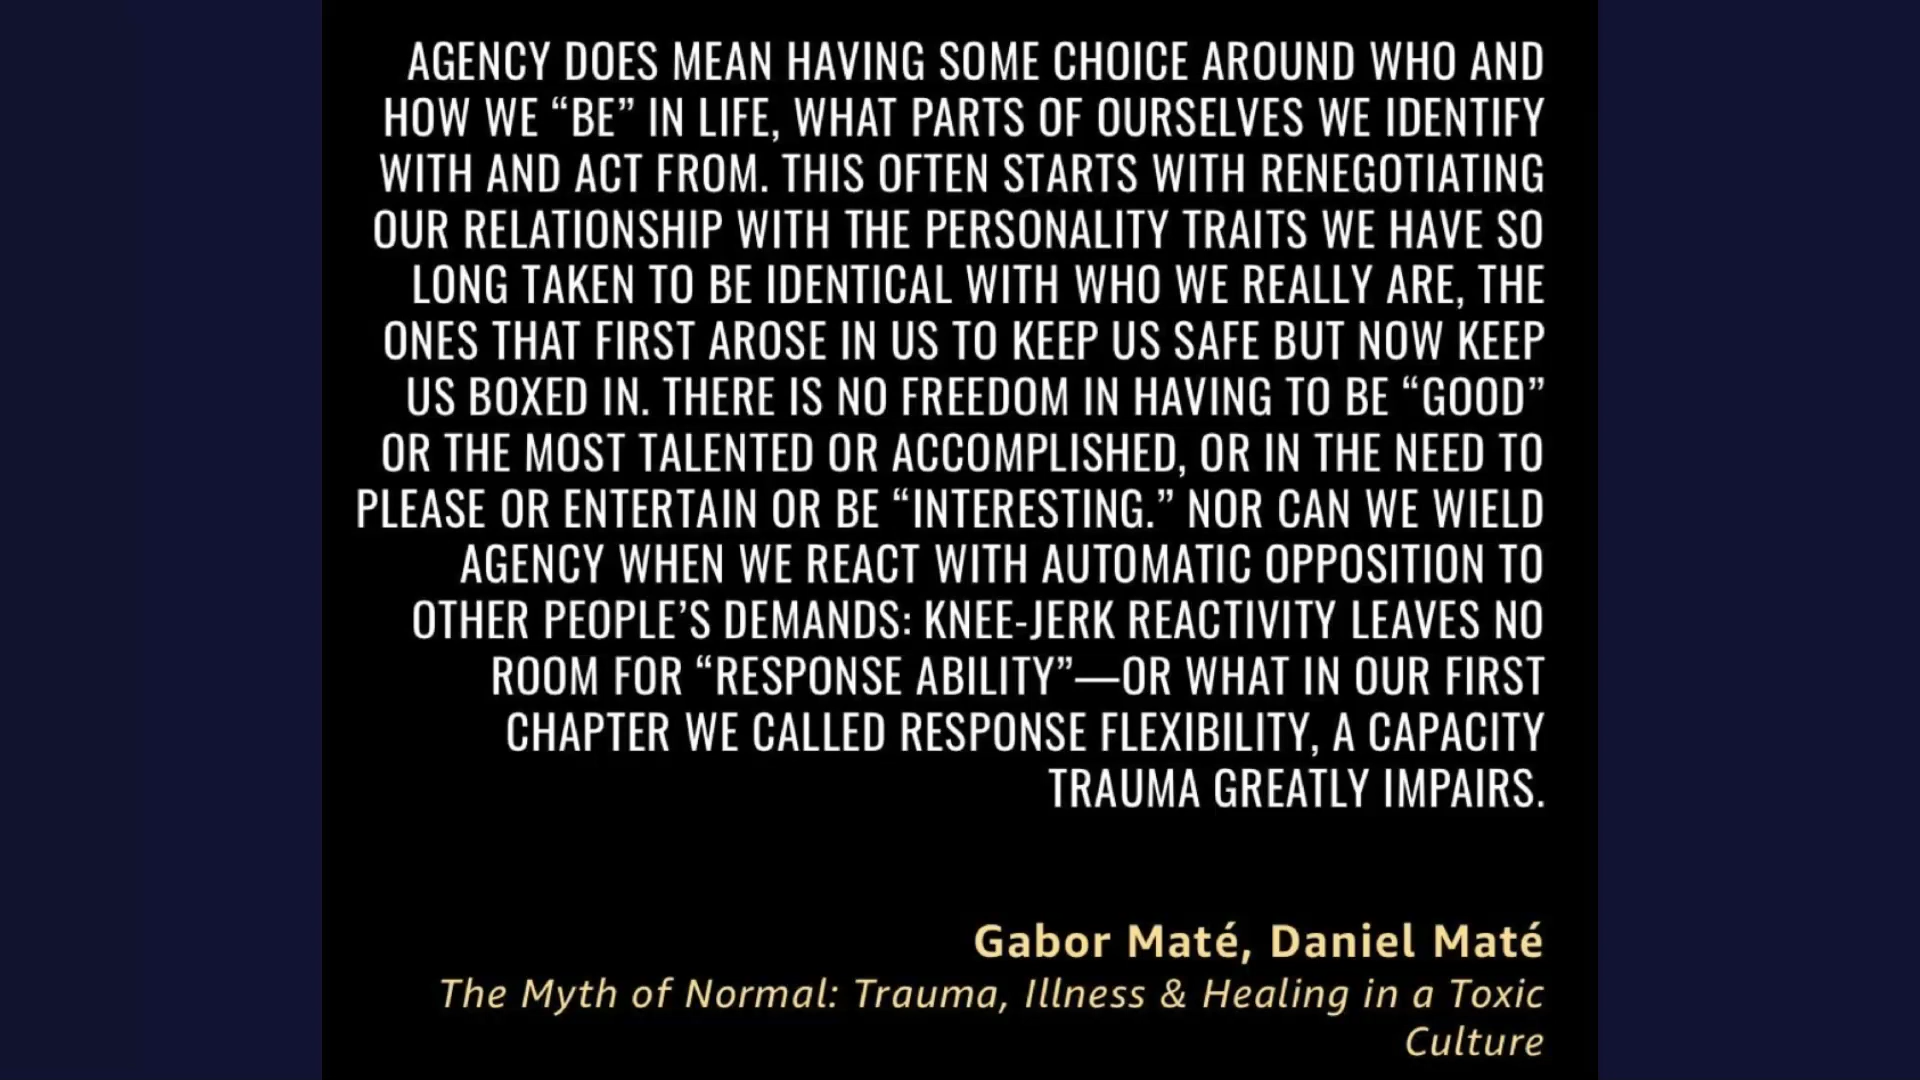 AGENCY DOES MEAN HAVING SOME CHOICE AROUND WHO AND
HOW WE “BE” IN LIFE, WHAT PARTS OF OURSELVES WE IDENTIFY
WITH AND ACT FROM. THIS OFTEN STARTS WITH RENEGOTIATING
OUR RELATIONSHIP WITH THE PERSONALITY TRAITS WE HAVE SO
LONG TAKEN TO BE IDENTICAL WITH WHO WE REALLY ARE, THE
ONES THAT FIRST AROSE IN US TO KEEP US SAFE BUT NOW KEEP
US BOXED IN. THERE IS NO FREEDOM IN HAVING TO BE “GOOD”
OR THE MOST TALENTED OR ACCOMPLISHED, OR IN THE NEED TO
PLEASE OR ENTERTAIN OR BE “INTERESTING.” NOR CAN WE WIELD
AGENCY WHEN WE REACT WITH AUTOMATIC OPPOSITION TO
OTHER PEOPLE’S DEMANDS: KNEE-JERK REACTIVITY LEAVES NO
ROOM FOR “RESPONSE ABILITY”—OR WHAT IN OUR FIRST
CHAPTER WE CALLED RESPONSE FLEXIBILITY, A CAPACITY
TRAUMA GREATLY IMPAIRS.
Gabor Maté, Daniel Maté
The Myth of Normal: Trauma, Illness & Healing in a Toxic
Culture